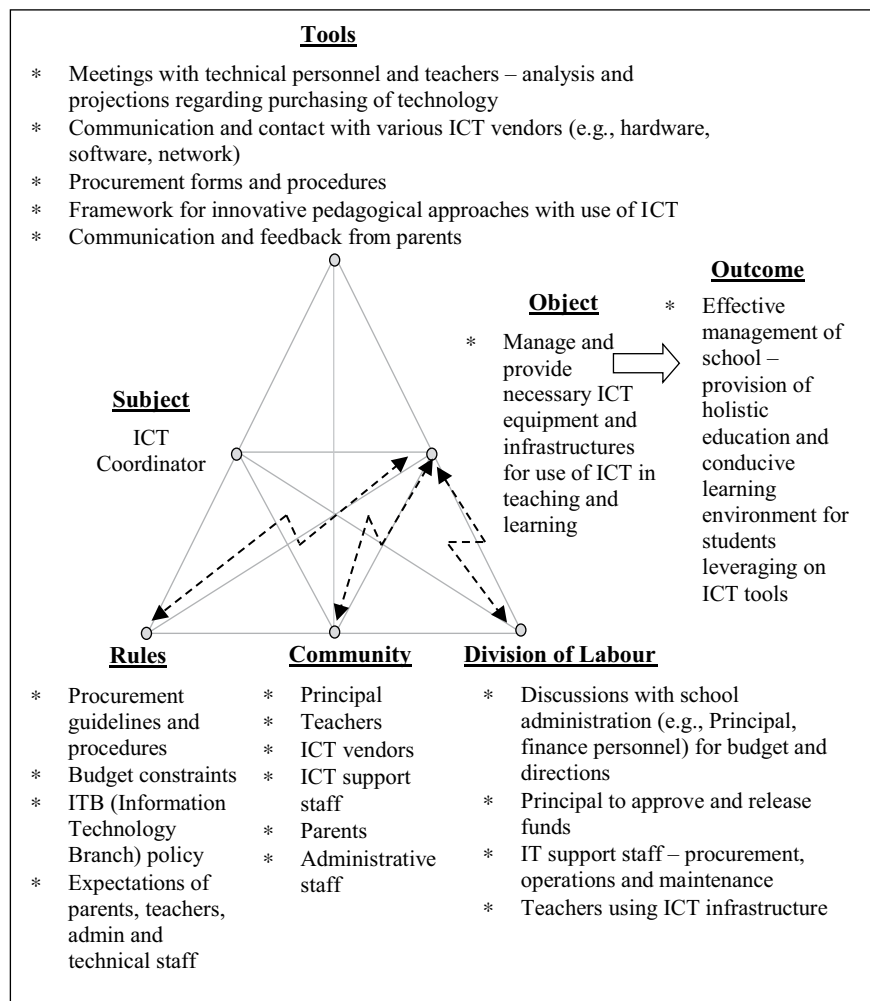 Tools
* Meetings with technical personnel and teachers – analysis and
projections regarding purchasing of technology
* Communication and contact with various ICT vendors (e.g., hardware,
software, network)
* Procurement forms and procedures
* Framework for innovative pedagogical approaches with use of ICT
* Communication and feedback from parents
Outcome
* Effective
management of
school –
provision of
holistic
education and
conducive
learning
environment for
students
leveraging on
ICT tools
Object
* Manage and
provide
necessary ICT
equipment and
infrastructures
for use of ICT in
teaching and
learning
Subject
ICT
Coordinator
Rules
* Procurement
guidelines and
procedures
* Budget constraints
* ITB (Information
Technology
Branch) policy
* Expectations of
parents, teachers,
admin and
technical staff
Community
* Principal
* Teachers
* ICT vendors
* ICT support
staff
* Parents
* Administrative
staff
Division of Labour
* Discussions with school
administration (e.g., Principal,
finance personnel) for budget and
directions
* Principal to approve and release
funds
* IT support staff – procurement,
operations and maintenance
* Teachers using ICT infrastructure